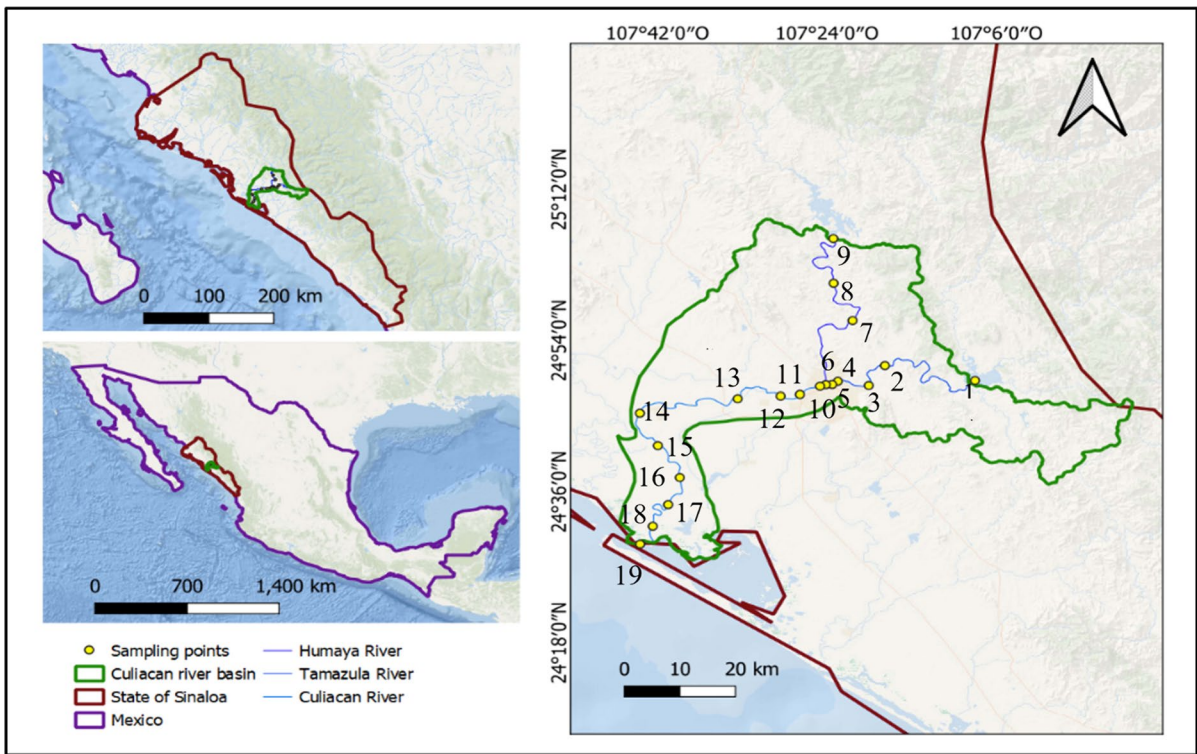 0 100 200 km
0 700 1,400 km
Sampling points
Culiacan river basin
State of Sinaloa
Mexico
Humaya River
Tamazula River
Culiacan River
107°42′0″O 107°24′0″O 107°6′0″O
25°12′0″N
24°54′0″N
24°36′0″N
24°18′0″N
9
8
7
6 4 2 1
13 11 5 3
12 10
14
15
16
17
18
19
0 10 20 km